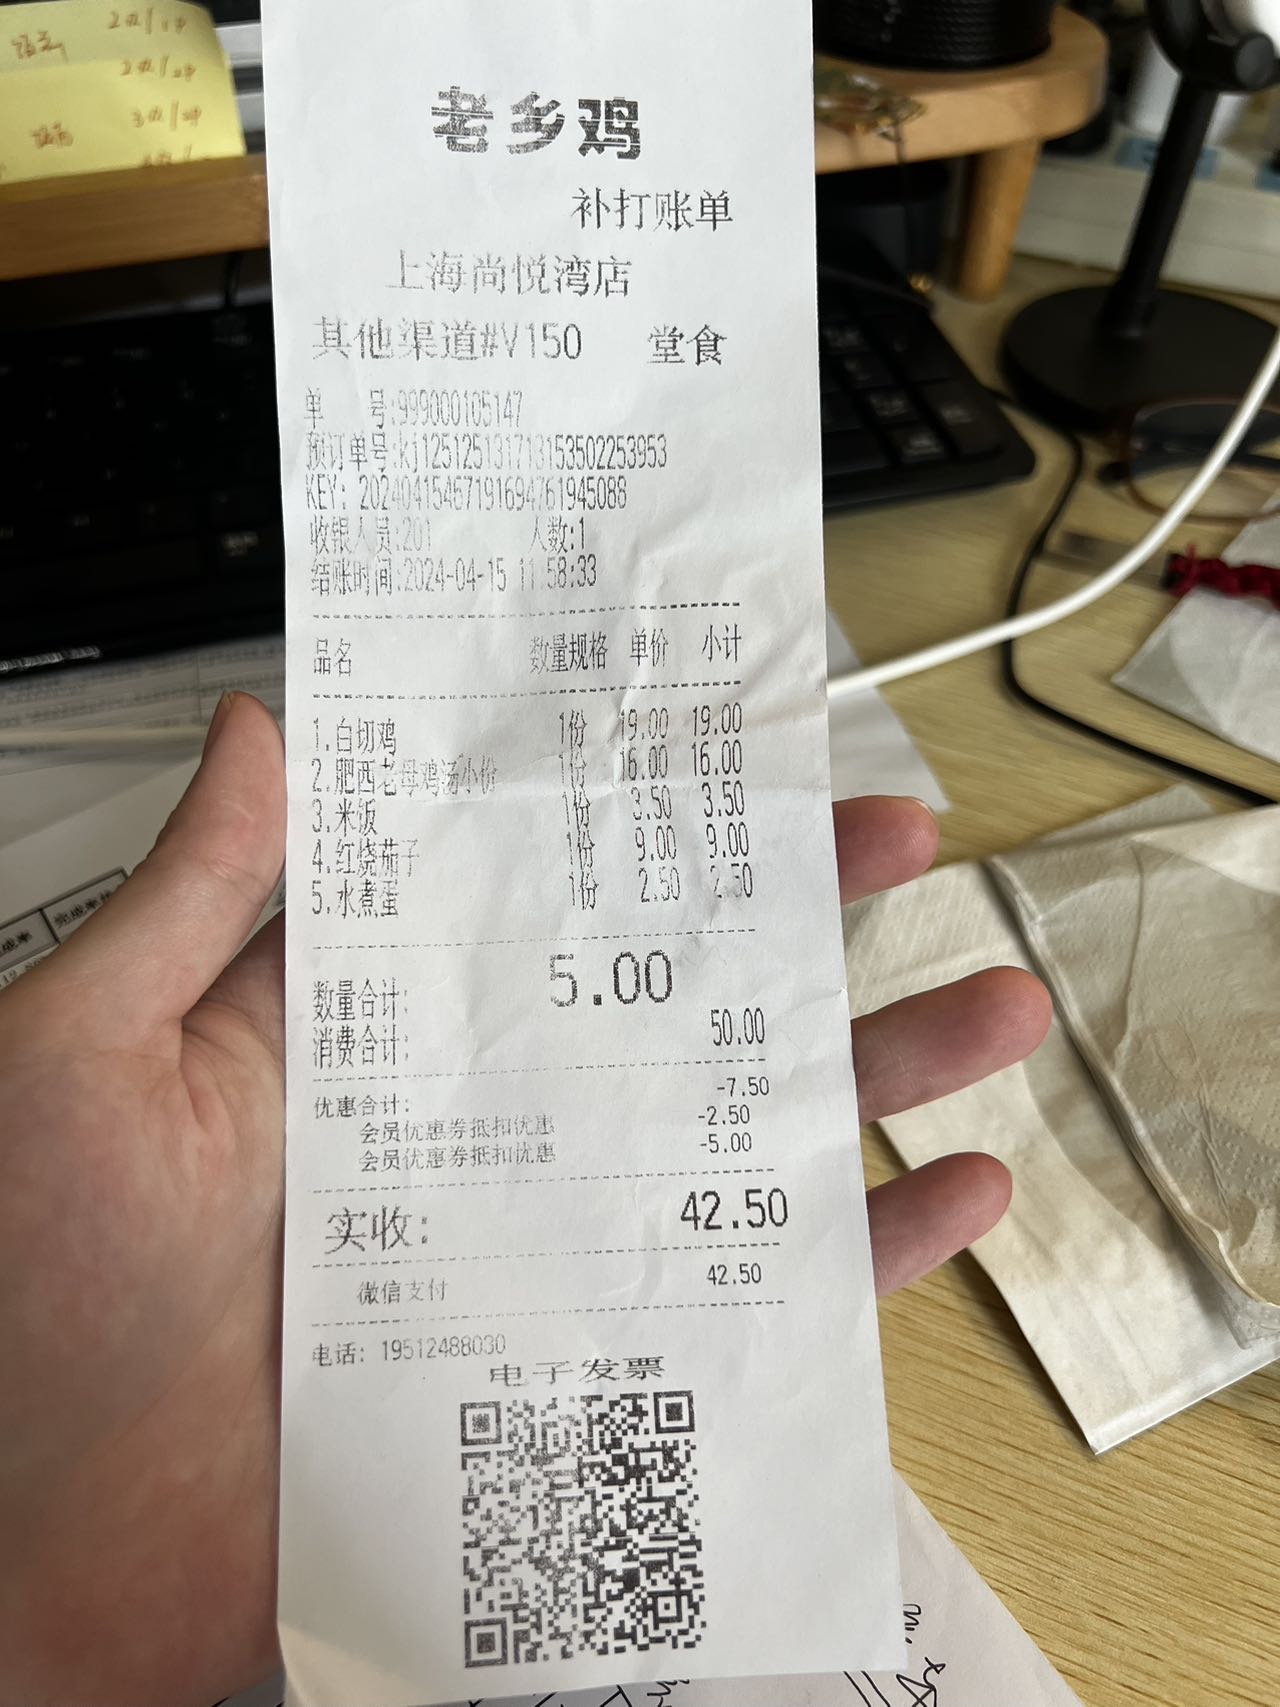 老乡鸡
补打账单
上海尚悦湾店
其他渠道#V150 堂食
单 号:999000105147
预订单号:kj125125131713153502253953
KEY: 20240415467191694761945088
收银人员:201 人数:1
结账时间:2024-04-15 11:58:33
品名 数量规格 单价 小计
1.白切鸡 1份 19.00 19.00
2.肥西老母鸡汤小份 1份 16.00 16.00
3.米饭 1份 3.50 3.50
4.红烧茄子 1份 9.00 9.00
5.水煮蛋 1份 2.50 2.50
数量合计: 5.00
消费合计: 50.00
优惠合计: -7.50
会员优惠券抵扣优惠 -2.50
会员优惠券抵扣优惠 -5.00
实收: 42.50
微信支付 42.50
电话: 19512488030
电子发票